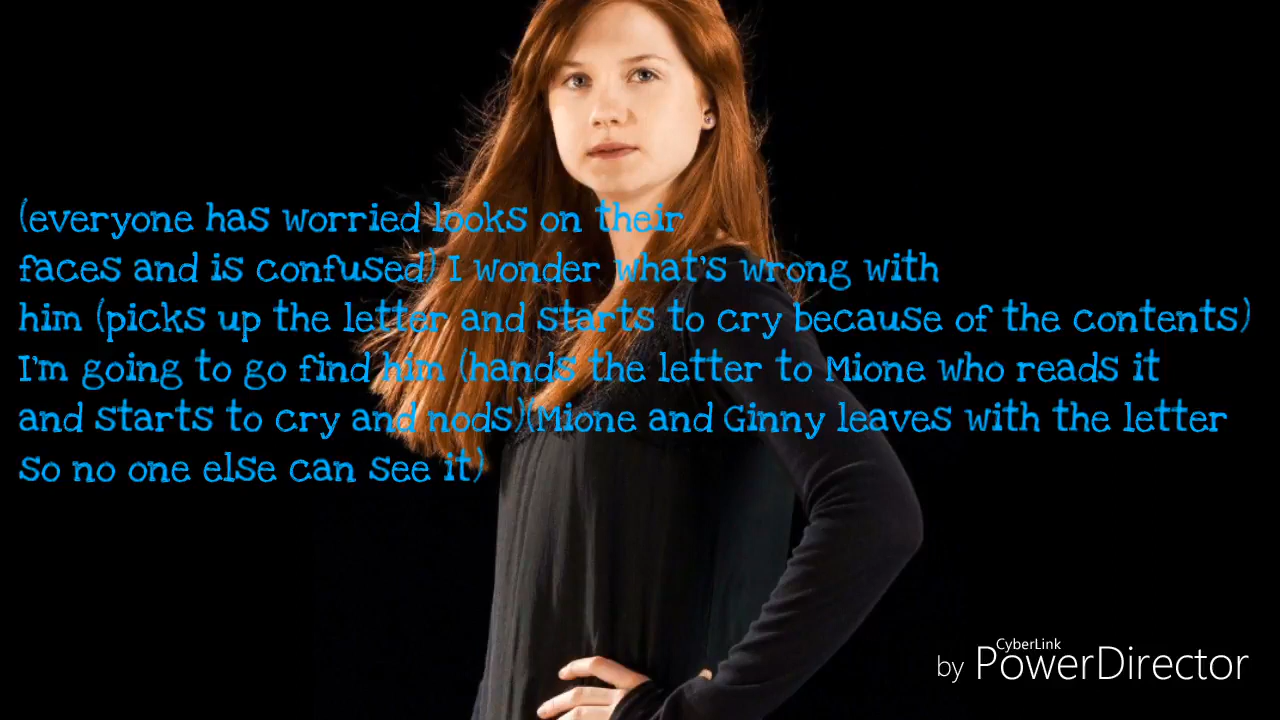 (everyone has worried looks on their
faces and is confused) I wonder what's wrong with
him (picks up the letter and starts to cry because of the contents)
I'm going to go find him (hands the letter to Mione who reads it
and starts to cry and nods)(Mione and Ginny leaves with the letter
so no one else can see it)
CyberLink
by PowerDirector